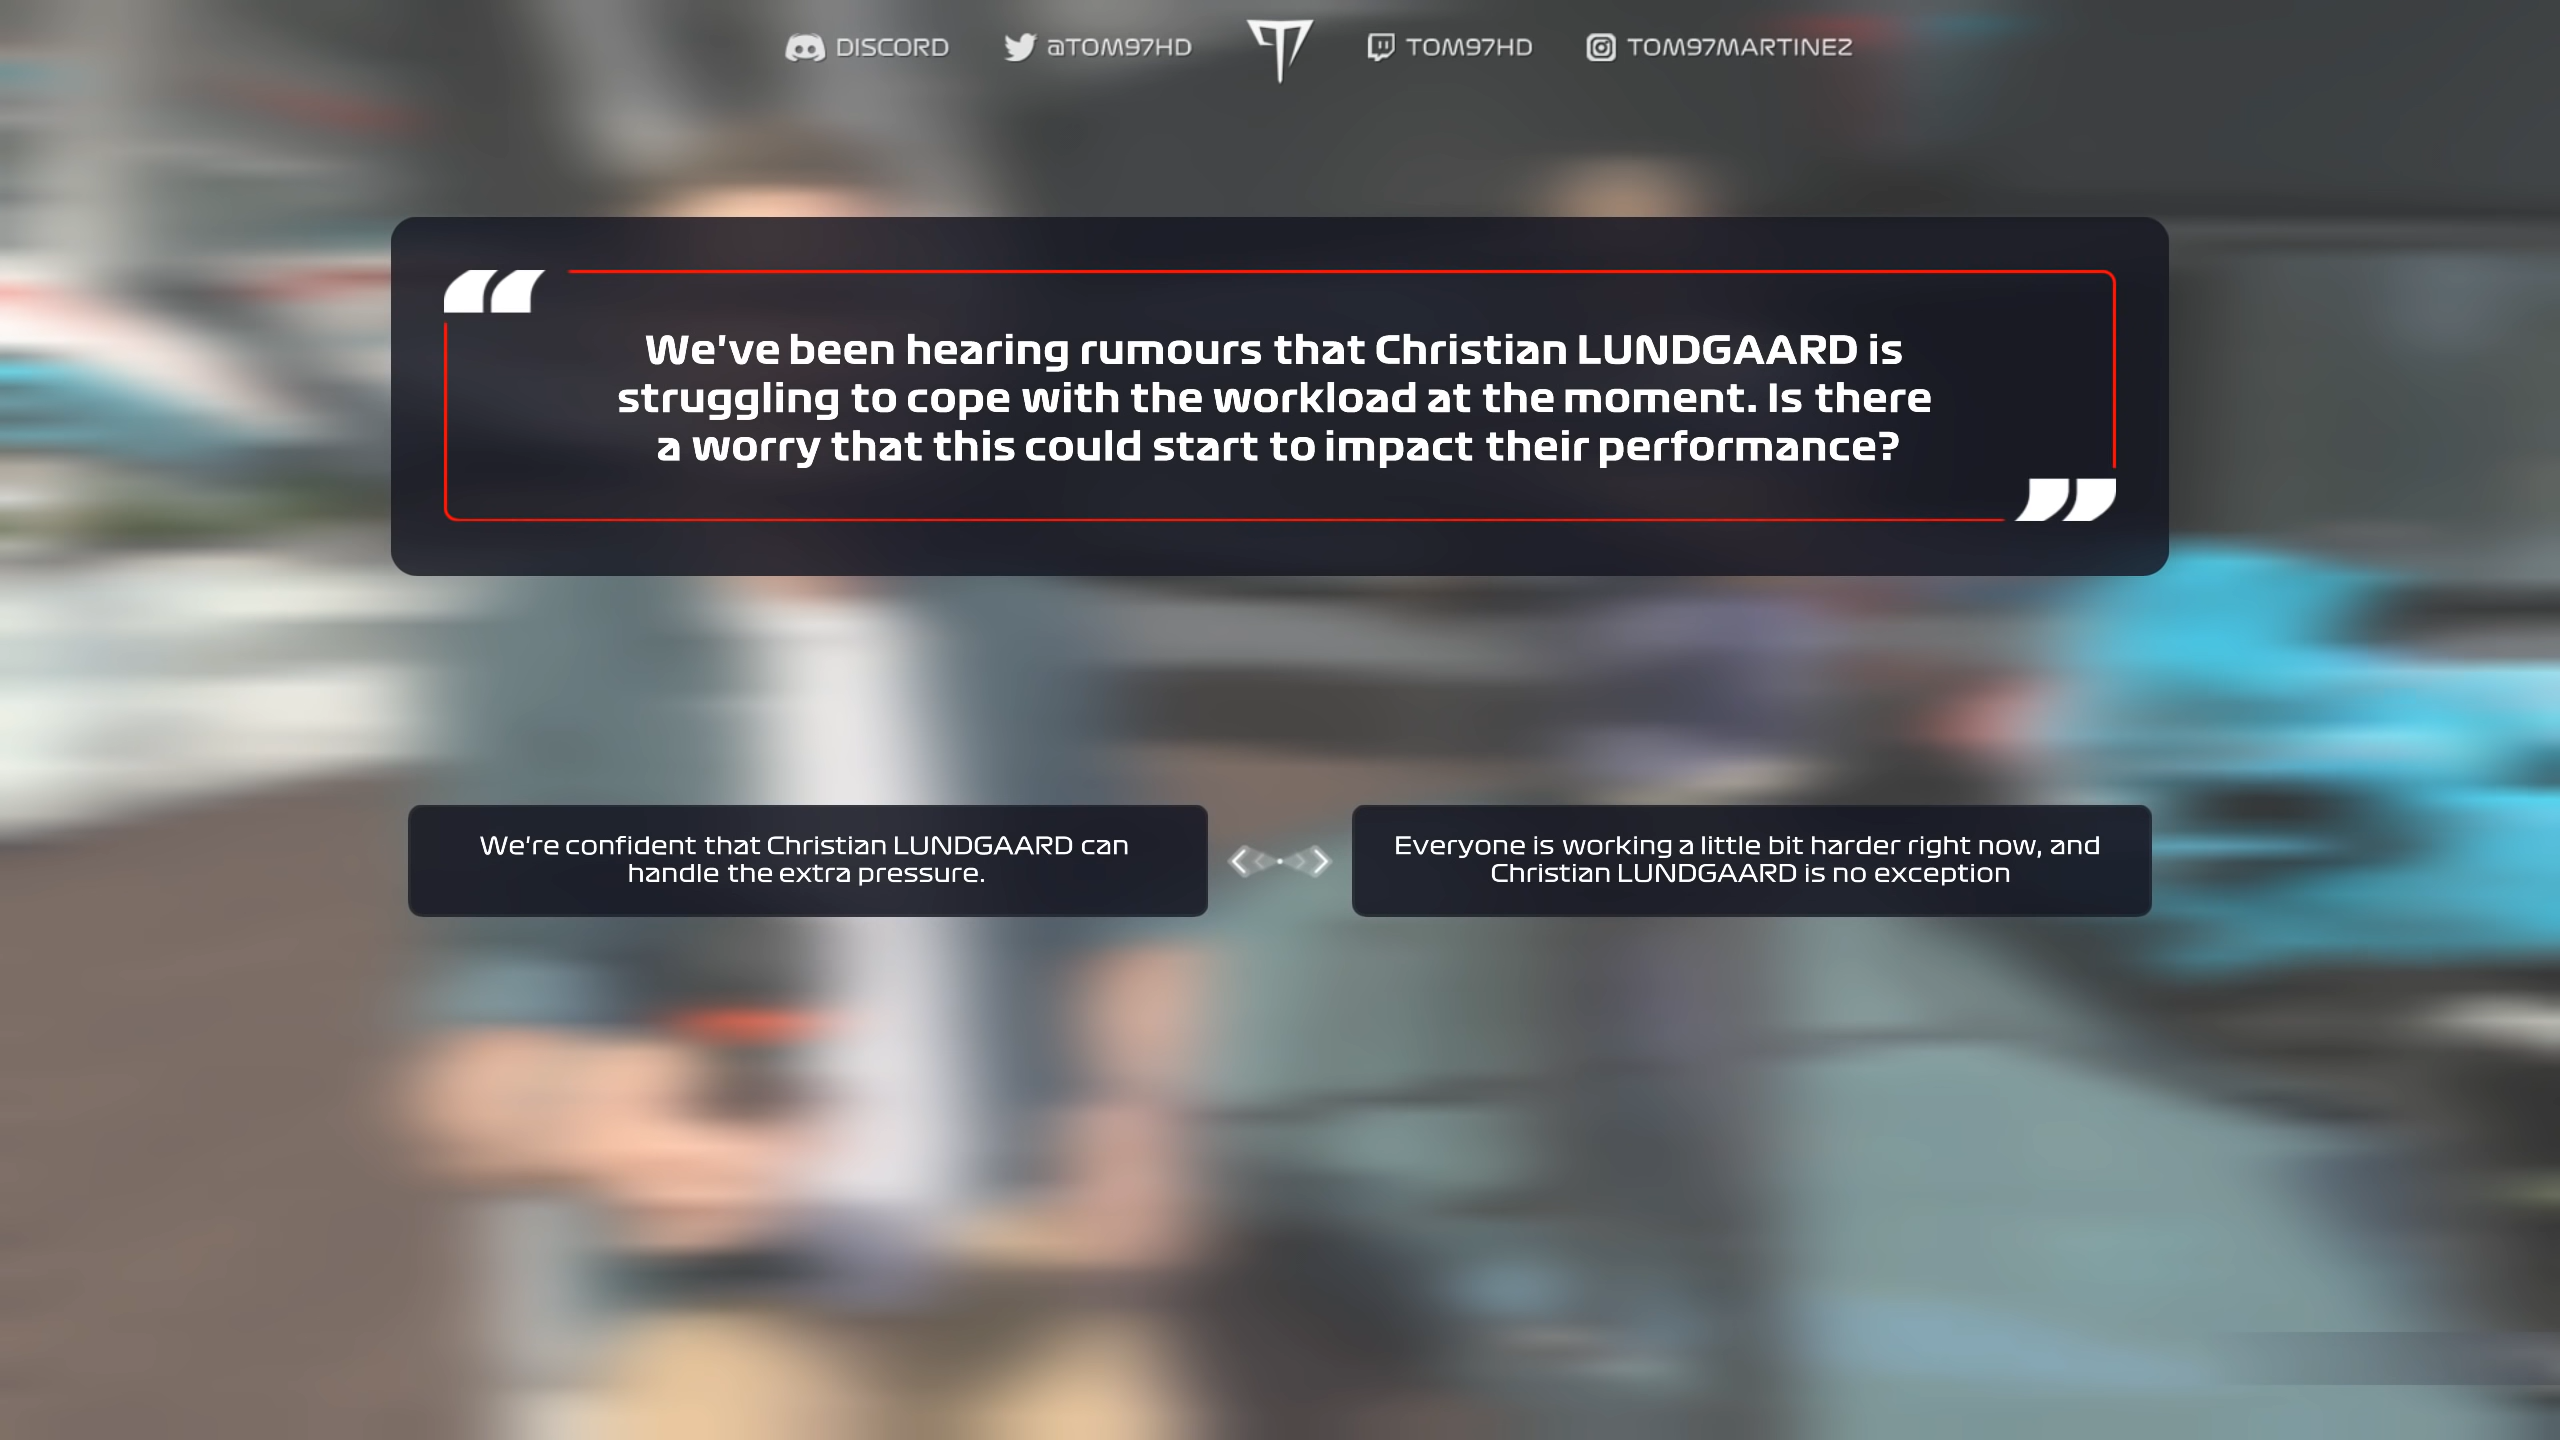 DISCORD @TOM97HD TOM97HD TOM97MARTINEZ
We've been hearing rumours that Christian LUNDGAARD is
struggling to cope with the workload at the moment. Is there
a worry that this could start to impact their performance?
We're confident that Christian LUNDGAARD can
handle the extra pressure.
Everyone is working a little bit harder right now, and
Christian LUNDGAARD is no exception